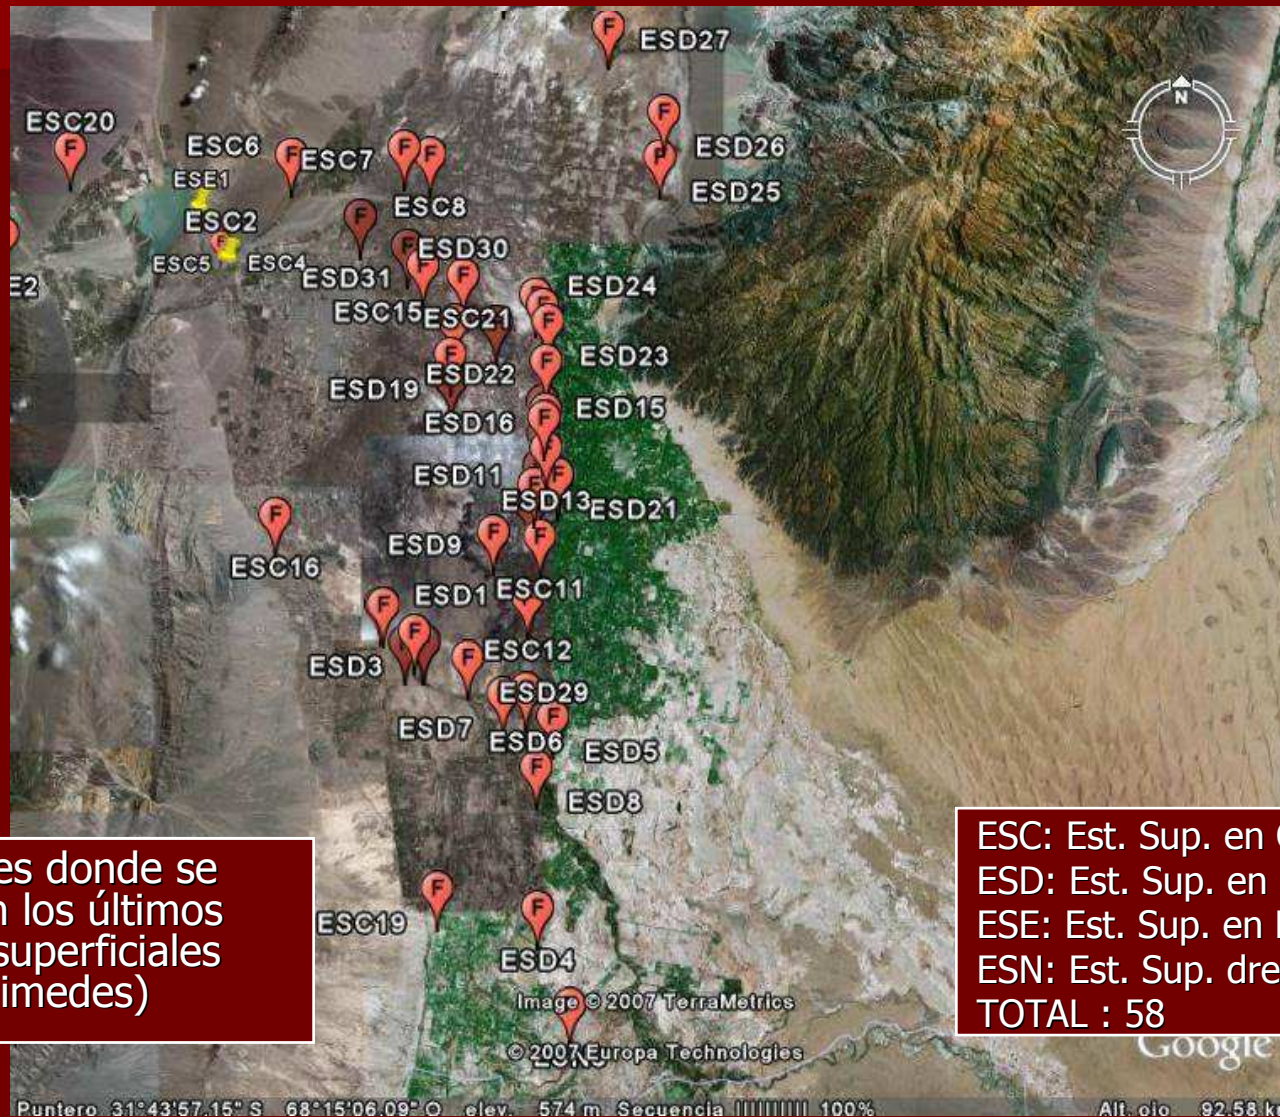 ESD27
N
ESC20
ESC6
ESC7
ESD26
ESE1
ESD25
ESC8
ESC2
ESD30
ESC5
ESC4
ESD31
E2
ESD24
ESC15
ESC21
ESD23
ESD22
ESD19
ESD15
ESD16
ESD11
ESD13
ESD21
ESD9
ESC16
ESD1
ESC11
ESC12
ESD3
ESD29
ESD7
ESD6
ESD5
ESD8
ESC19
ESD4
es donde se
n los últimos
superficiales
imedes)
ESC: Est. Sup. en
ESD: Est. Sup. en
ESE: Est. Sup. en
ESN: Est. Sup. dre
TOTAL : 58
Image © 2007 TerraMetrics
© 2007 Europa Technologies
Google
Puntero 31°43'57.15" S 68°15'06.09" O elev. 574 m Secuencia |||||||||| 100% Alt. ojo 92.58 k